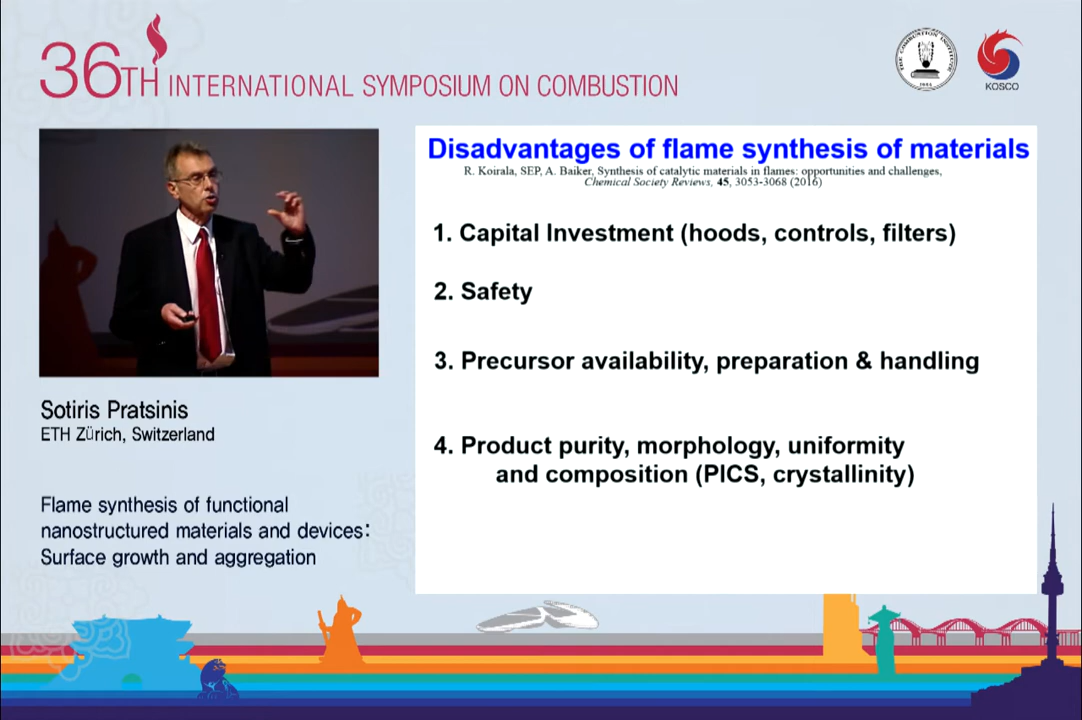 36TH INTERNATIONAL SYMPOSIUM ON COMBUSTION
THE COMBUSTION INSTITUTE
KOSCO
Disadvantages of flame synthesis of materials
R. Koirala, SEP, A. Baiker, Synthesis of catalytic materials in flames: opportunities and challenges,
Chemical Society Reviews, 45, 3053-3068 (2016)
1. Capital Investment (hoods, controls, filters)
2. Safety
3. Precursor availability, preparation & handling
4. Product purity, morphology, uniformity
and composition (PICS, crystallinity)
Sotiris Pratsinis
ETH Zürich, Switzerland
Flame synthesis of functional
nanostructured materials and devices:
Surface growth and aggregation